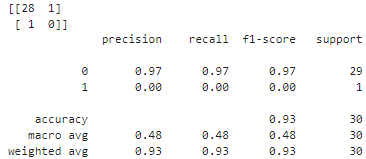 [[28  1]
 [ 1  0]]
              precision    recall  f1-score   support

           0       0.97      0.97      0.97        29
           1       0.00      0.00      0.00         1

    accuracy                           0.93        30
   macro avg       0.48      0.48      0.48        30
weighted avg       0.93      0.93      0.93        30